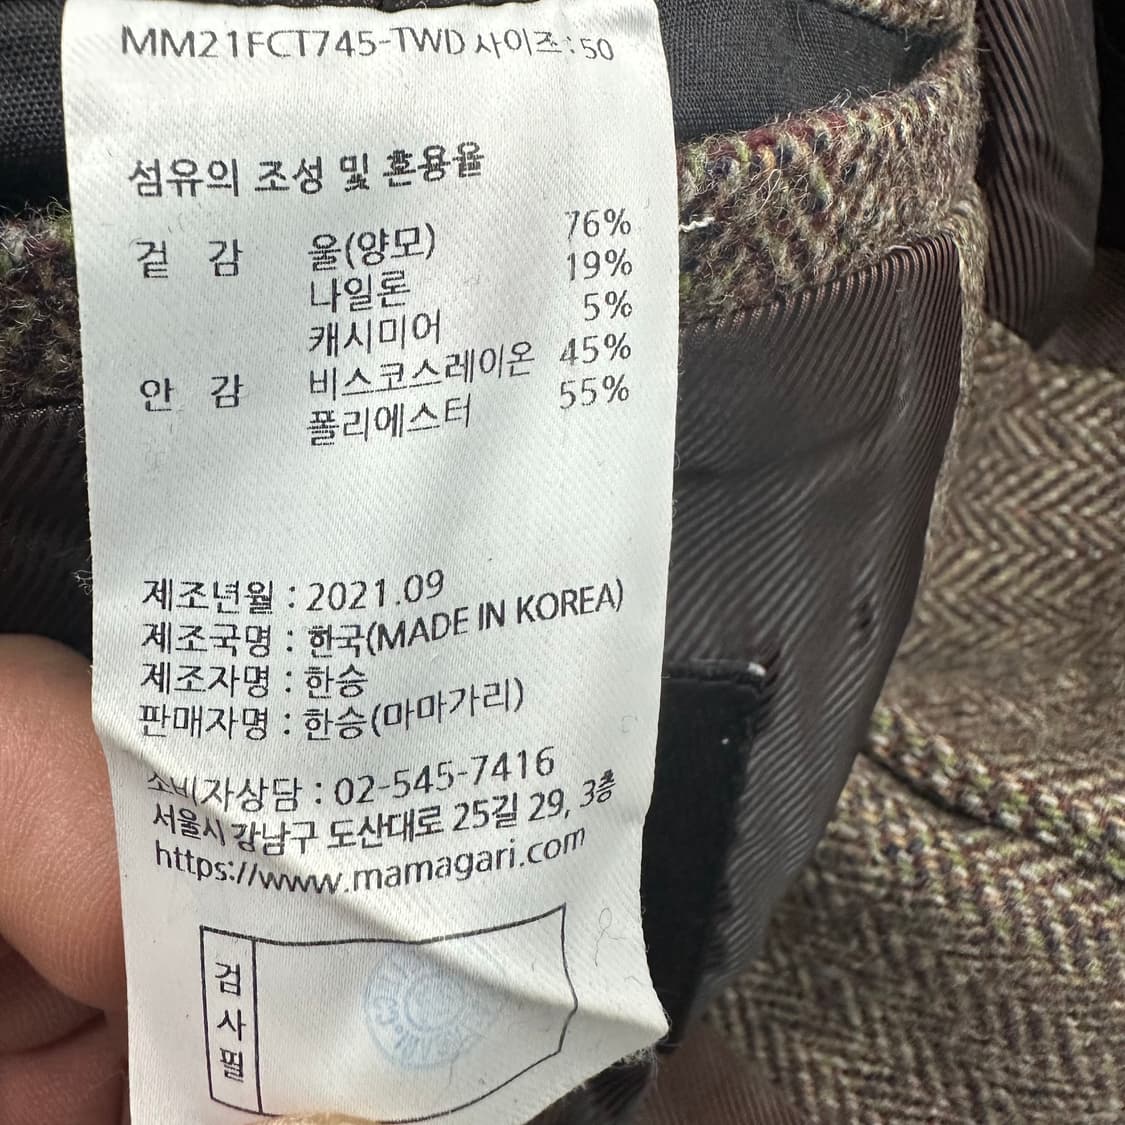 MM21FCT745-TWD 사이즈:50
섬유의 조성 및 혼용율
겉 감 울(양모) 76%
나일론 19%
캐시미어 5%
안 감 비스코스레이온 45%
폴리에스터 55%
제조년월 : 2021.09
제조국명 : 한국(MADE IN KOREA)
제조자명 : 한승
판매자명 : 한승(마마가리)
소비자상담 : 02-545-7416
서울시 강남구 도산대로 25길 29, 3층
https://www.mamagari.com
검사필